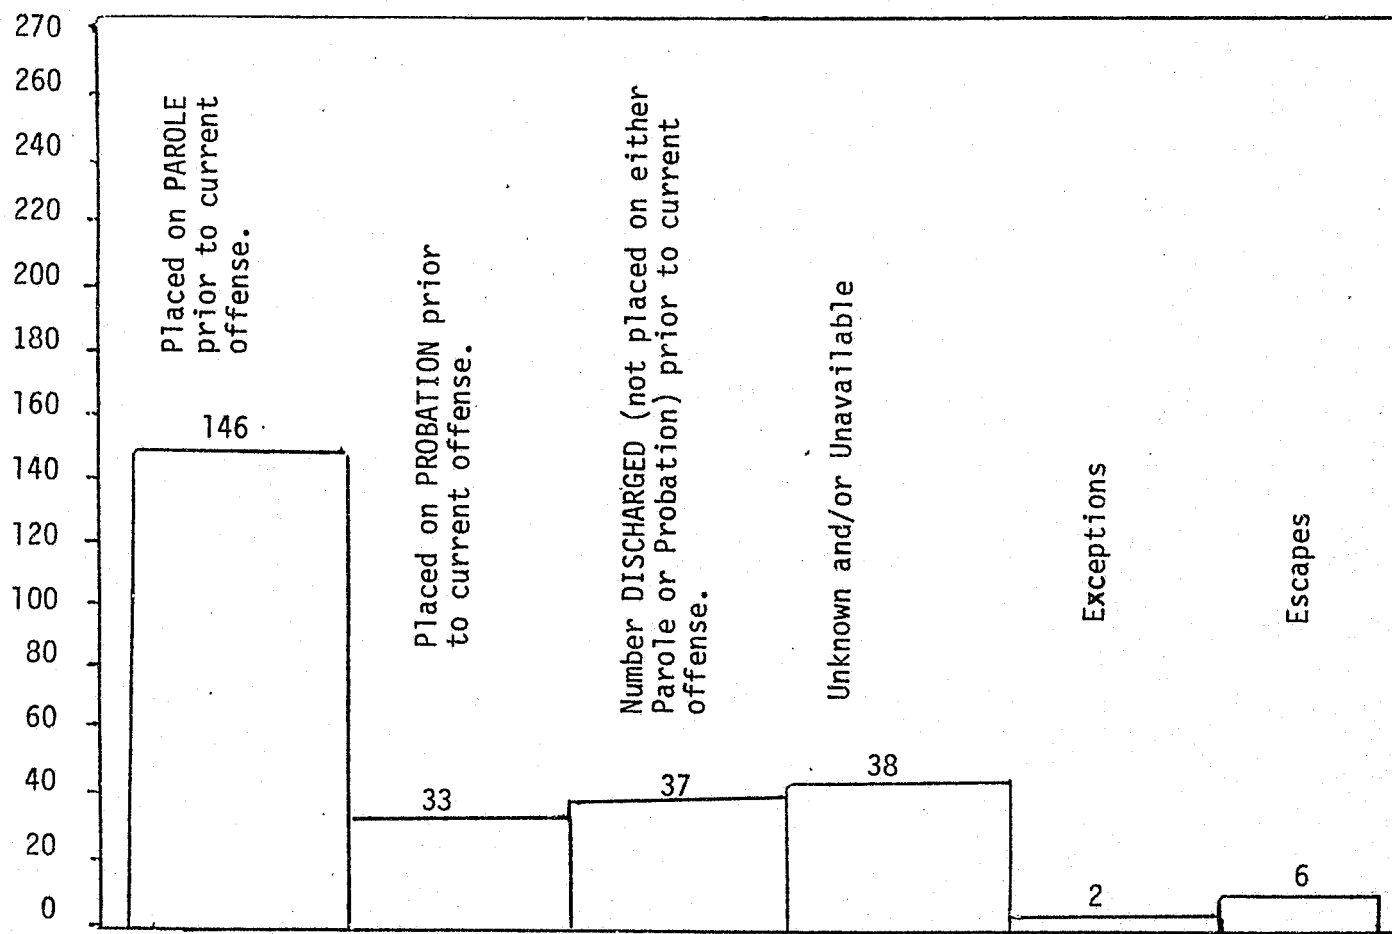 270
260
240
220
200
180
160
140
120
100
80
60
40
20
0
Placed on PAROLE
prior to current
offense.
146
Placed on PROBATION prior
to current offense.
33
Number DISCHARGED (not placed on either
Parole or Probation) prior to current
offense.
37
Unknown and/or Unavailable
38
Exceptions
2
Escapes
6